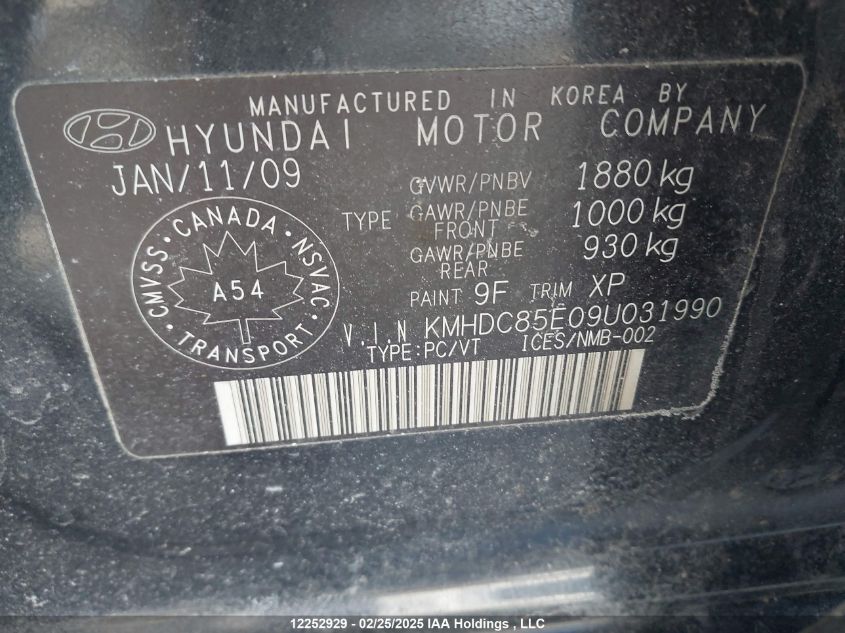 MANUFACTURED IN KOREA BY
HYUNDAI MOTOR COMPANY
JAN/11/09
GVWR/PNBV 1880 kg
TYPE GAWR/PNBE FRONT 1000 kg
GAWR/PNBE REAR 930 kg
PAINT 9F TRIM XP
CMVSS · CANADA · NSVAC · TRANSPORT ·
A54
V.I.N KMHDC85E09U031990
TYPE:PC/VT ICES/NMB-002
12252929 - 02/25/2025 IAA Holdings , LLC